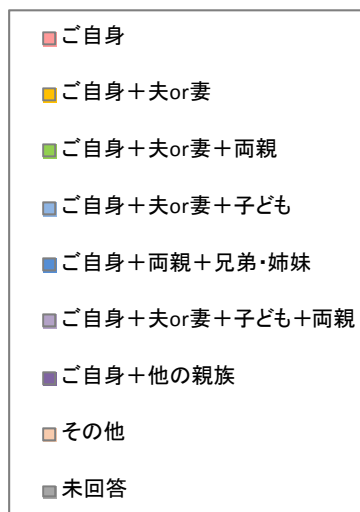 ご自身
ご自身＋夫or妻
ご自身＋夫or妻＋両親
ご自身＋夫or妻＋子ども
ご自身＋両親＋兄弟・姉妹
ご自身＋夫or妻＋子ども＋両親
ご自身＋他の親族
その他
未回答